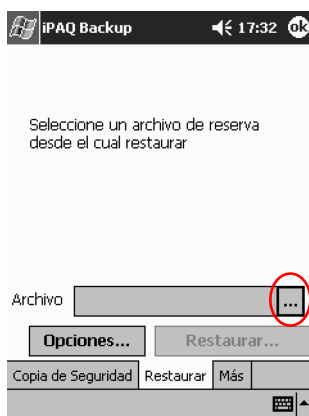 iPAQ Backup 17:32 ok
Seleccione un archivo de reserva
desde el cual restaurar
Archivo ...
Opciones... Restaurar...
Copia de Seguridad Restaurar Más